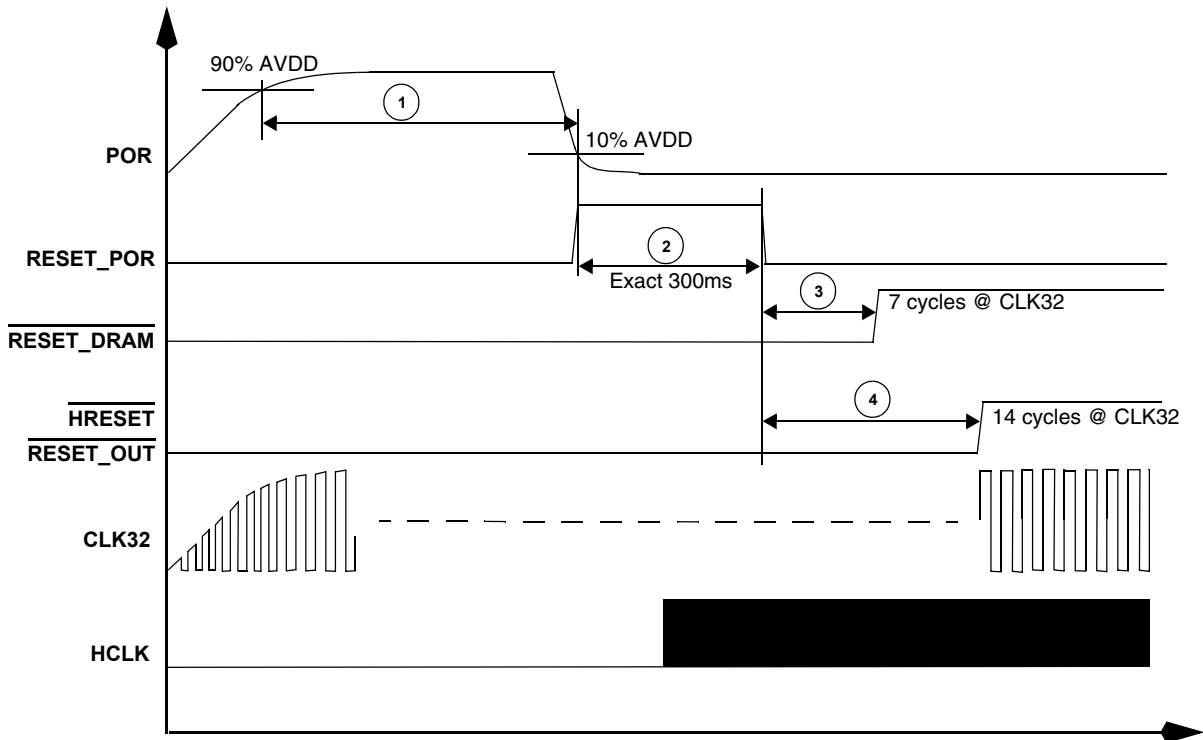 90% AVDD
1
10% AVDD
POR
2
RESET_POR
Exact 300ms
3
7 cycles @ CLK32
RESET_DRAM
4
HRESET
14 cycles @ CLK32
RESET_OUT
CLK32
HCLK